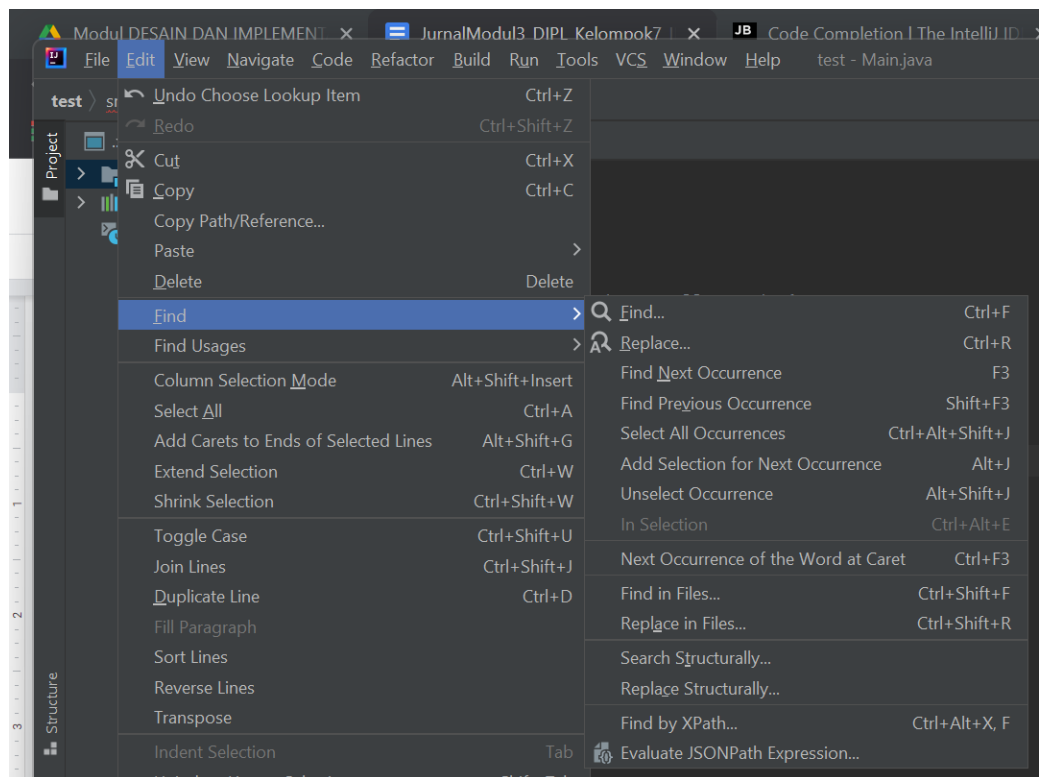 Modul DESAIN DAN IMPLEMENT
JurnalModul3_DIPL_Kelompok7
JB Code Completion | The IntelliJ ID
IJ File Edit View Navigate Code Refactor Build Run Tools VCS Window Help test - Main.java
test
Project
Undo Choose Lookup Item Ctrl+Z
Redo Ctrl+Shift+Z
Cut Ctrl+X
Copy Ctrl+C
Copy Path/Reference...
Paste
Delete Delete
Find
Find Usages
Column Selection Mode Alt+Shift+Insert
Select All Ctrl+A
Add Carets to Ends of Selected Lines Alt+Shift+G
Extend Selection Ctrl+W
Shrink Selection Ctrl+Shift+W
Toggle Case Ctrl+Shift+U
Join Lines Ctrl+Shift+J
Duplicate Line Ctrl+D
Fill Paragraph
Sort Lines
Reverse Lines
Transpose
Indent Selection Tab
Find... Ctrl+F
Replace... Ctrl+R
Find Next Occurrence F3
Find Previous Occurrence Shift+F3
Select All Occurrences Ctrl+Alt+Shift+J
Add Selection for Next Occurrence Alt+J
Unselect Occurrence Alt+Shift+J
In Selection Ctrl+Alt+E
Next Occurrence of the Word at Caret Ctrl+F3
Find in Files... Ctrl+Shift+F
Replace in Files... Ctrl+Shift+R
Search Structurally...
Replace Structurally...
Find by XPath... Ctrl+Alt+X, F
Evaluate JSONPath Expression...
Structure
1
2
3